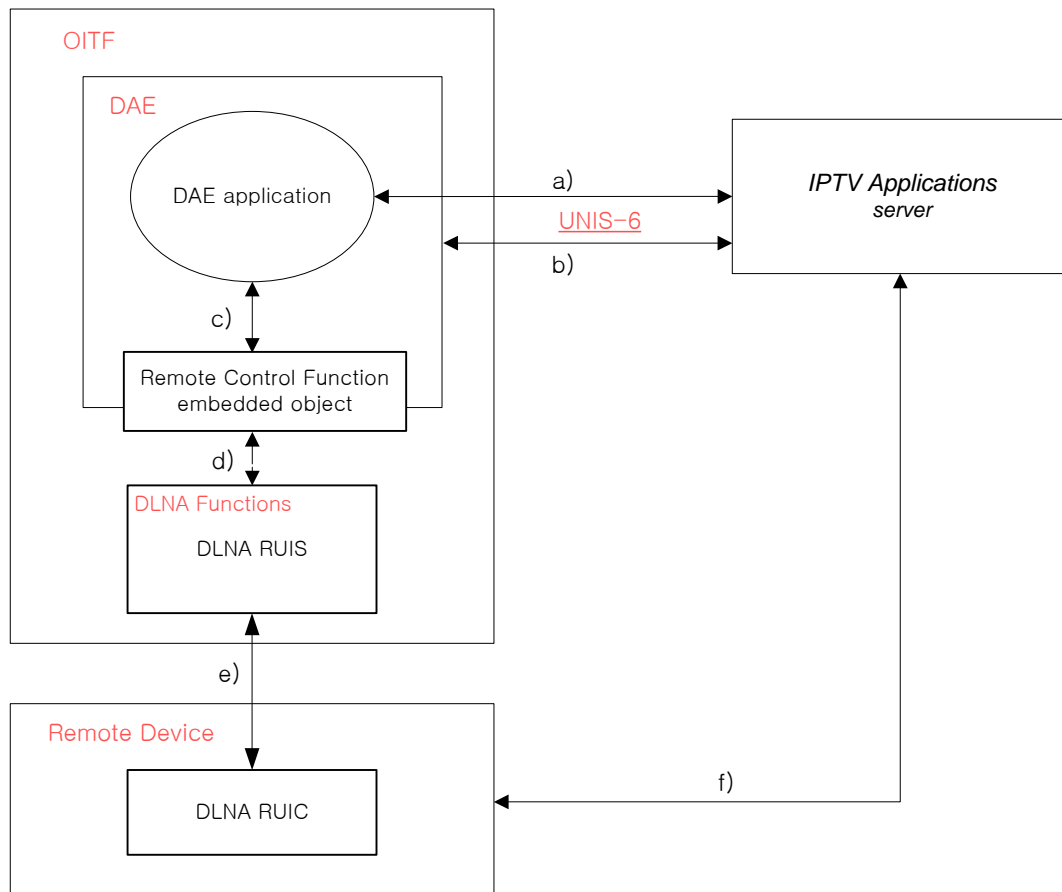 OITF
DAE
DAE application
a)
UNIS-6
b)
IPTV Applications
server
c)
Remote Control Function
embedded object
d)
DLNA Functions
DLNA RUIS
e)
Remote Device
DLNA RUIC
f)